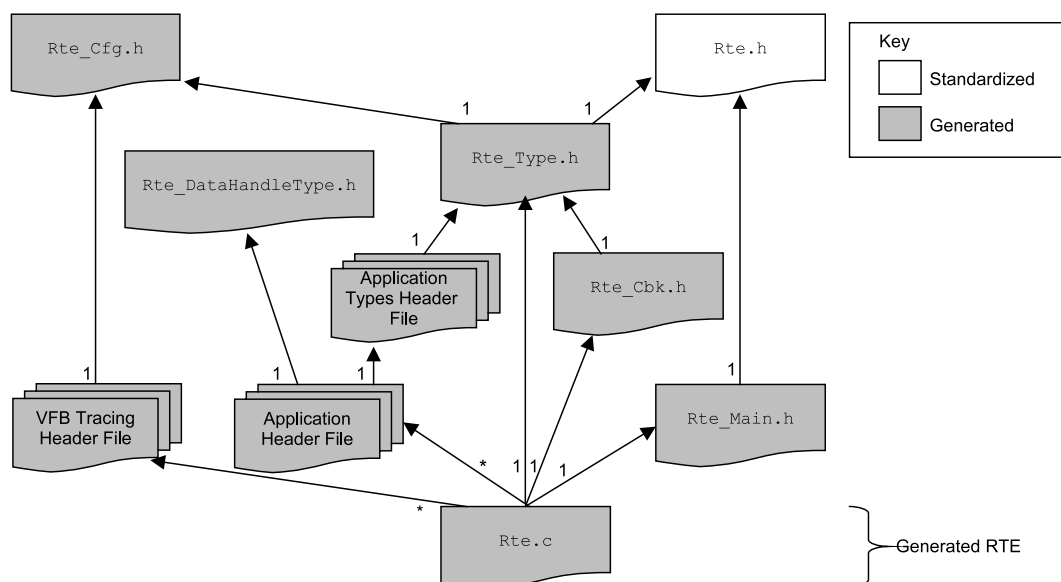 Rte_Cfg.h
Rte.h
Key
Standardized
Generated
1
1
Rte_Type.h
Rte_DataHandleType.h
1
1
Application
Types Header
File
Rte_Cbk.h
1
1
1
1
VFB Tracing
Header File
Application
Header File
Rte_Main.h
*
1
1
1
*
Rte.c
Generated RTE